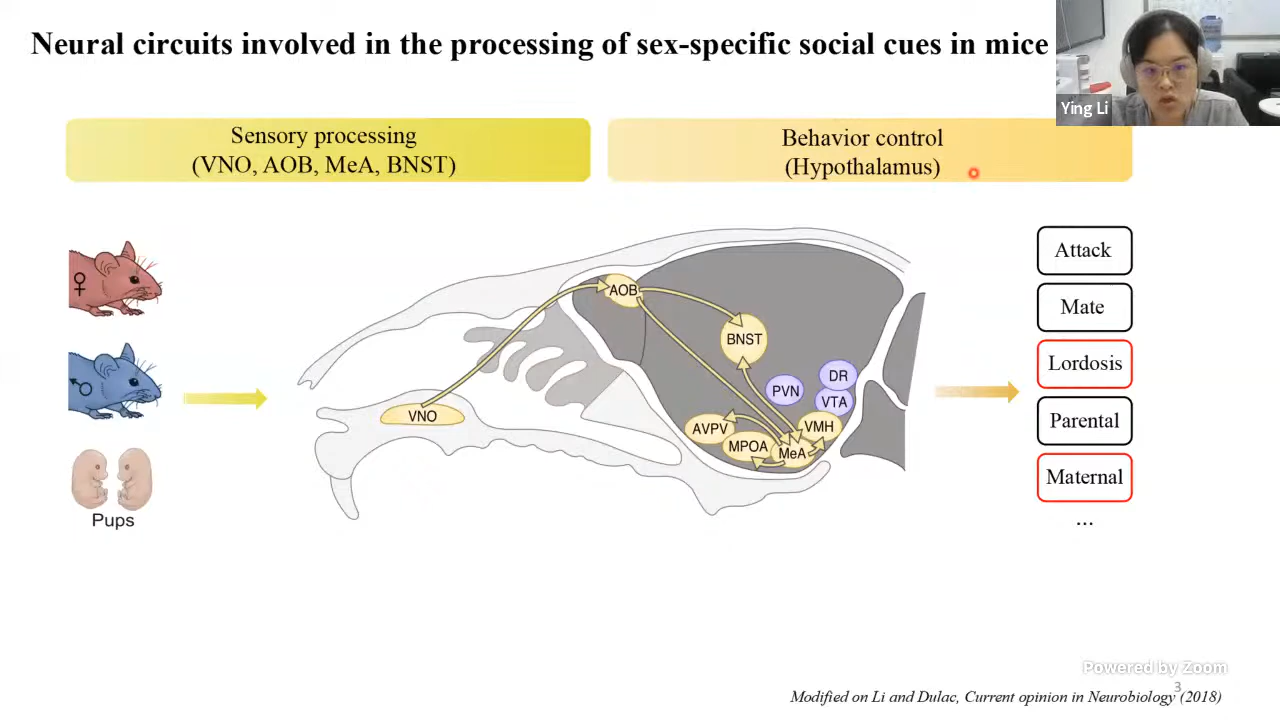 Neural circuits involved in the processing of sex-specific social cues in mice
Ying Li
Sensory processing
(VNO, AOB, MeA, BNST)
Behavior control
(Hypothalamus)
♀
♂
Pups
VNO
AOB
BNST
PVN
DR
VTA
AVPV
MPOA
MeA
VMH
Attack
Mate
Lordosis
Parental
Maternal
...
Powered by Zoom
3
Modified on Li and Dulac, Current opinion in Neurobiology (2018)